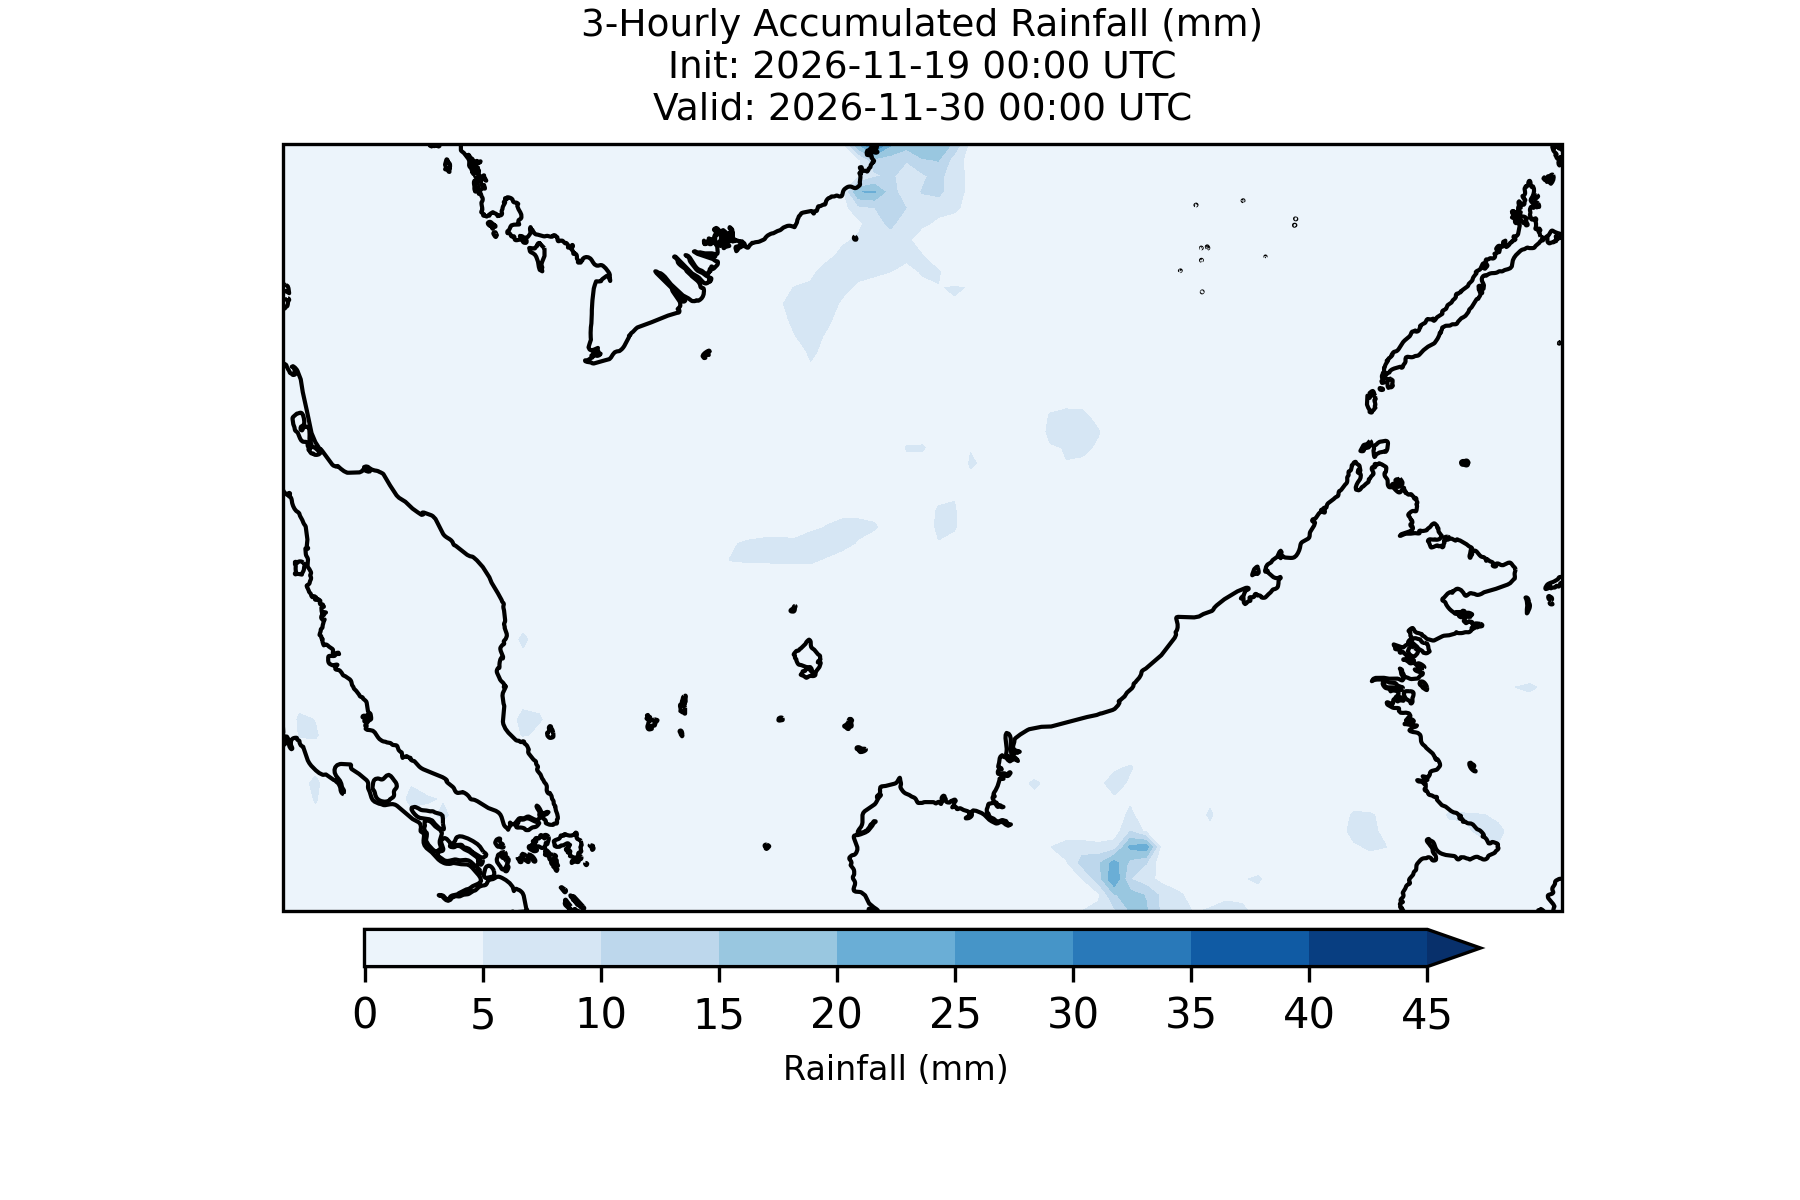 3-Hourly Accumulated Rainfall (mm)
Init: 2026-11-19 00:00 UTC
Valid: 2026-11-30 00:00 UTC
0 5 10 15 20 25 30 35 40 45
Rainfall (mm)